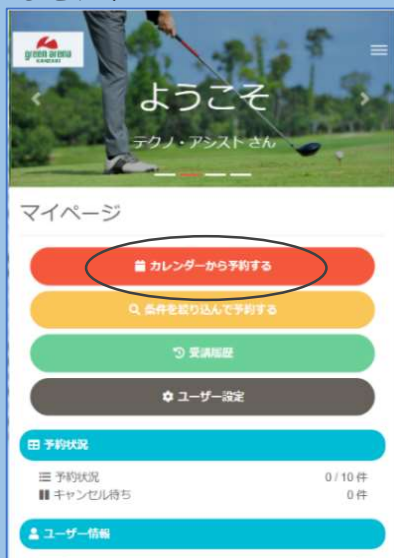 green arena
ようこそ
テクノ・アシスト さん
マイページ
カレンダーから予約する
条件を絞り込んで予約する
受講履歴
ユーザー設定
予約状況
予約状況 0 / 10 件
キャンセル待ち 0 件
ユーザー情報